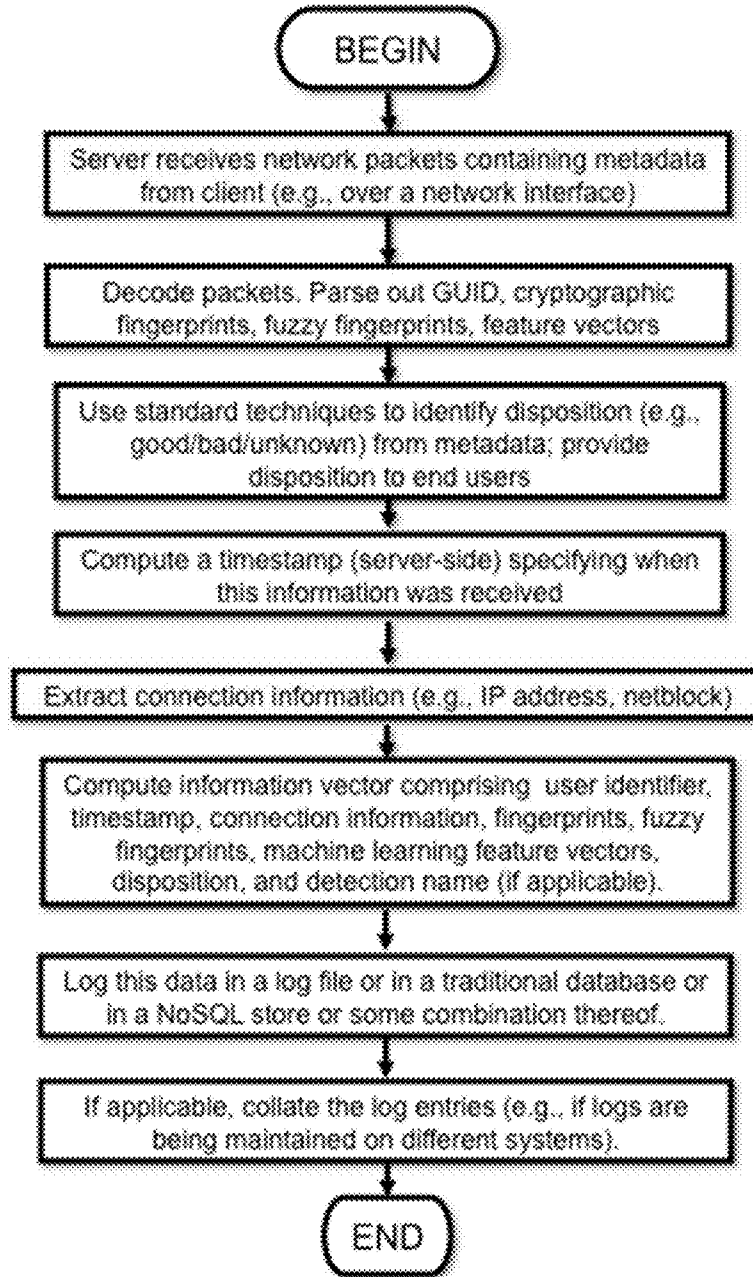 BEGIN
Server receives network packets containing metadata
from client (e.g., over a network interface)
Decode packets. Parse out GUID, cryptographic
fingerprints, fuzzy fingerprints, feature vectors
Use standard techniques to identify disposition (e.g.,
good/bad/unknown) from metadata; provide
disposition to end users
Compute a timestamp (server-side) specifying when
this information was received
Extract connection information (e.g., IP address, netblock)
Compute information vector comprising user identifier,
timestamp, connection information, fingerprints, fuzzy
fingerprints, machine learning feature vectors,
disposition, and detection name (if applicable).
Log this data in a log file or in a traditional database or
in a NoSQL store or some combination thereof.
If applicable, collate the log entries (e.g., if logs are
being maintained on different systems).
END